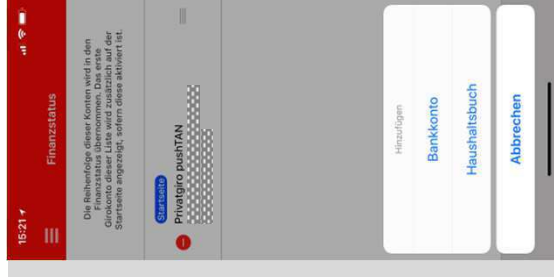 15:21
Finanzstatus
Die Reihenfolge dieser Konten wird in den
Finanzstatus übernommen. Das erste
Girokonto dieser Liste wird zusätzlich auf der
Startseite angezeigt, sofern diese aktiviert ist.
Startseite
Privatgiro pushTAN
Hinzufügen
Bankkonto
Haushaltsbuch
Abbrechen